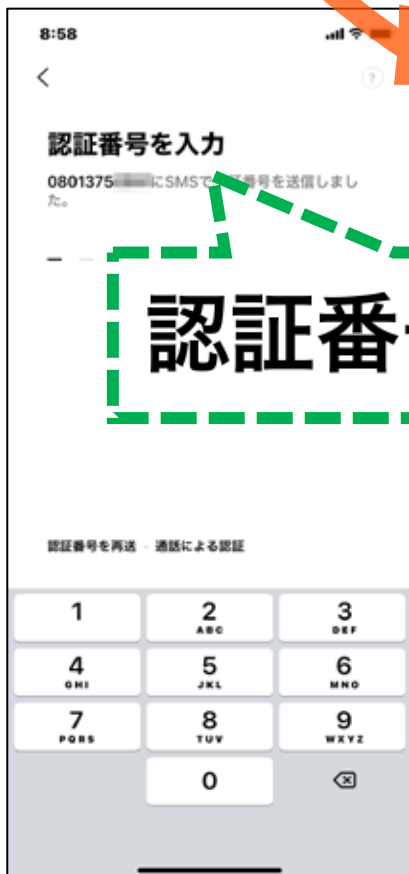 8:58
?
認証番号を入力
0801375 にSMSで 番号を送信しまし
た。
認証番
認証番号を再送 · 通話による認証
1
2
ABC
3
DEF
4
GHI
5
JKL
6
MNO
7
PQRS
8
TUV
9
WXYZ
0